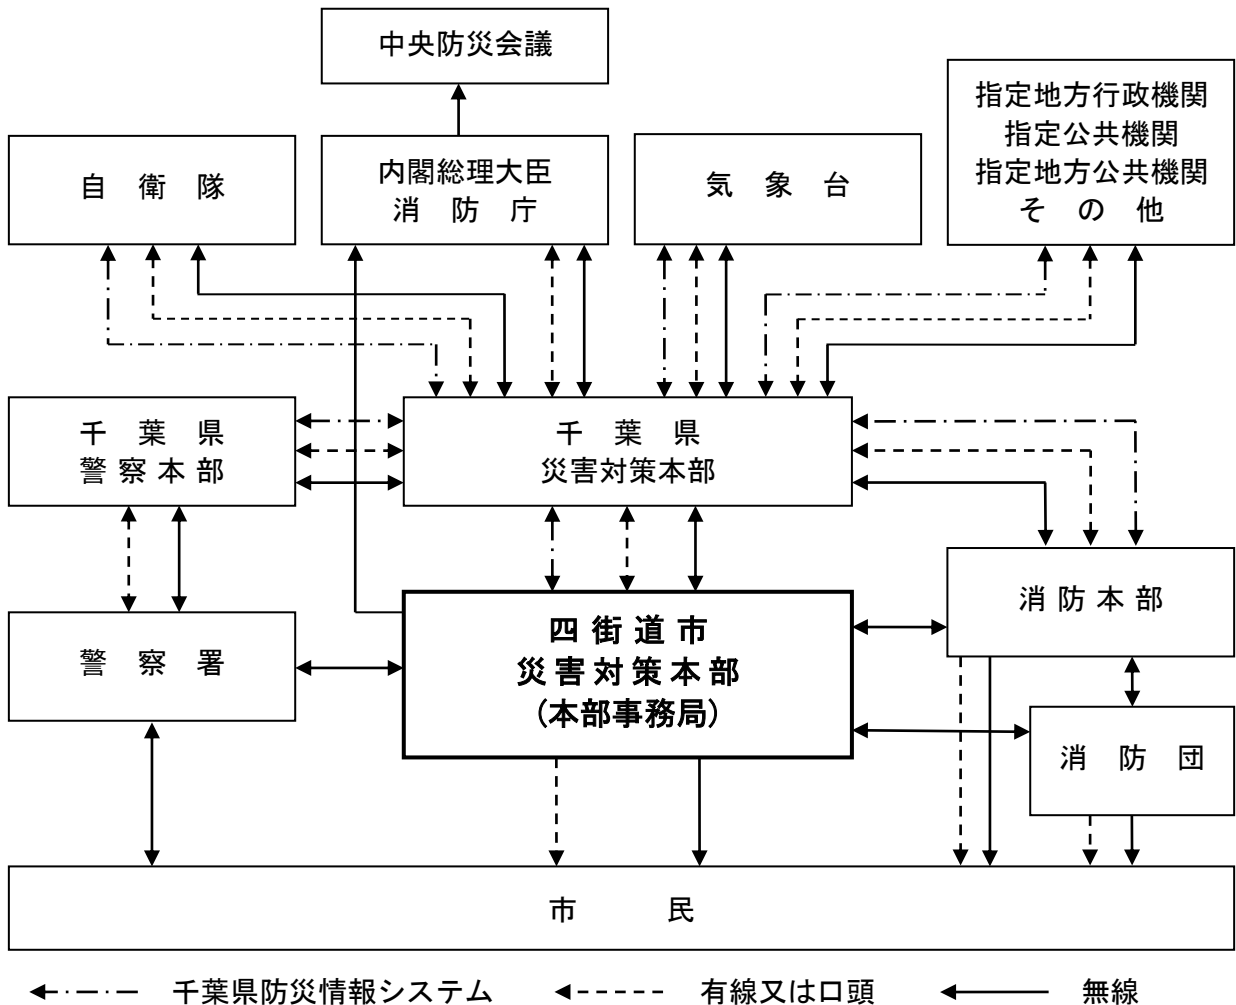 中央防災会議
指定地方行政機関
指定公共機関
指定地方公共機関
その他
自衛隊
内閣総理大臣
消防庁
気象台
千葉県
警察本部
千葉県
災害対策本部
消防本部
四街道市
災害対策本部
(本部事務局)
警察署
消防団
市民
千葉県防災情報システム
有線又は口頭
無線